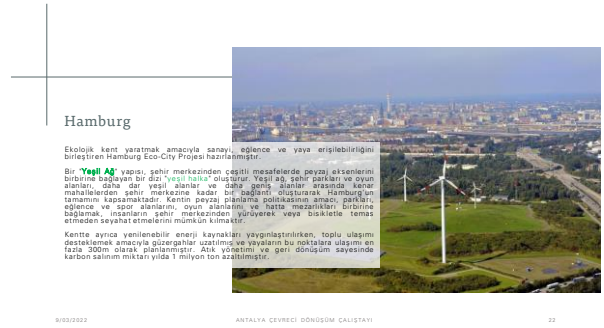 Hamburg
Ekolojik kent yaratmak amacıyla sanayi, eğlence ve yaya erişilebilirliğini
birleştiren Hamburg Eco-City Projesi hazırlanmıştır.
Bir "Yeşil Ağ" yapısı, şehir merkezinden çeşitli mesafelerde peyzaj eksenlerini
birbirine bağlayan bir dizi "yeşil halka" oluşturur. Yeşil ağ, şehir parkları ve oyun
alanları, daha dar yeşil alanlar ve daha geniş alanlar arasında kenar
mahallelerden şehir merkezine kadar bir bağlantı oluşturarak Hamburg'un
tamamını kapsamaktadır. Kentin peyzaj planlama politikasının amacı, parkları,
eğlence ve spor alanlarını, oyun alanlarını ve hatta mezarlıkları birbirine
bağlamak, insanların şehir merkezinden yürüyerek veya bisikletle temas
etmeden seyahat etmelerini mümkün kılmaktır.
Kentte ayrıca yenilenebilir enerji kaynakları yaygınlaştırılırken, toplu ulaşımı
desteklemek amacıyla güzergahlar uzatılmış ve yayaların bu noktalara ulaşımı en
fazla 300m olarak planlanmıştır. Atık yönetimi ve geri dönüşüm sayesinde
karbon salınım miktarı yılda 1 milyon ton azaltılmıştır.
9/03/2022
ANTALYA ÇEVRECİ DÖNÜŞÜM ÇALIŞTAYI
22